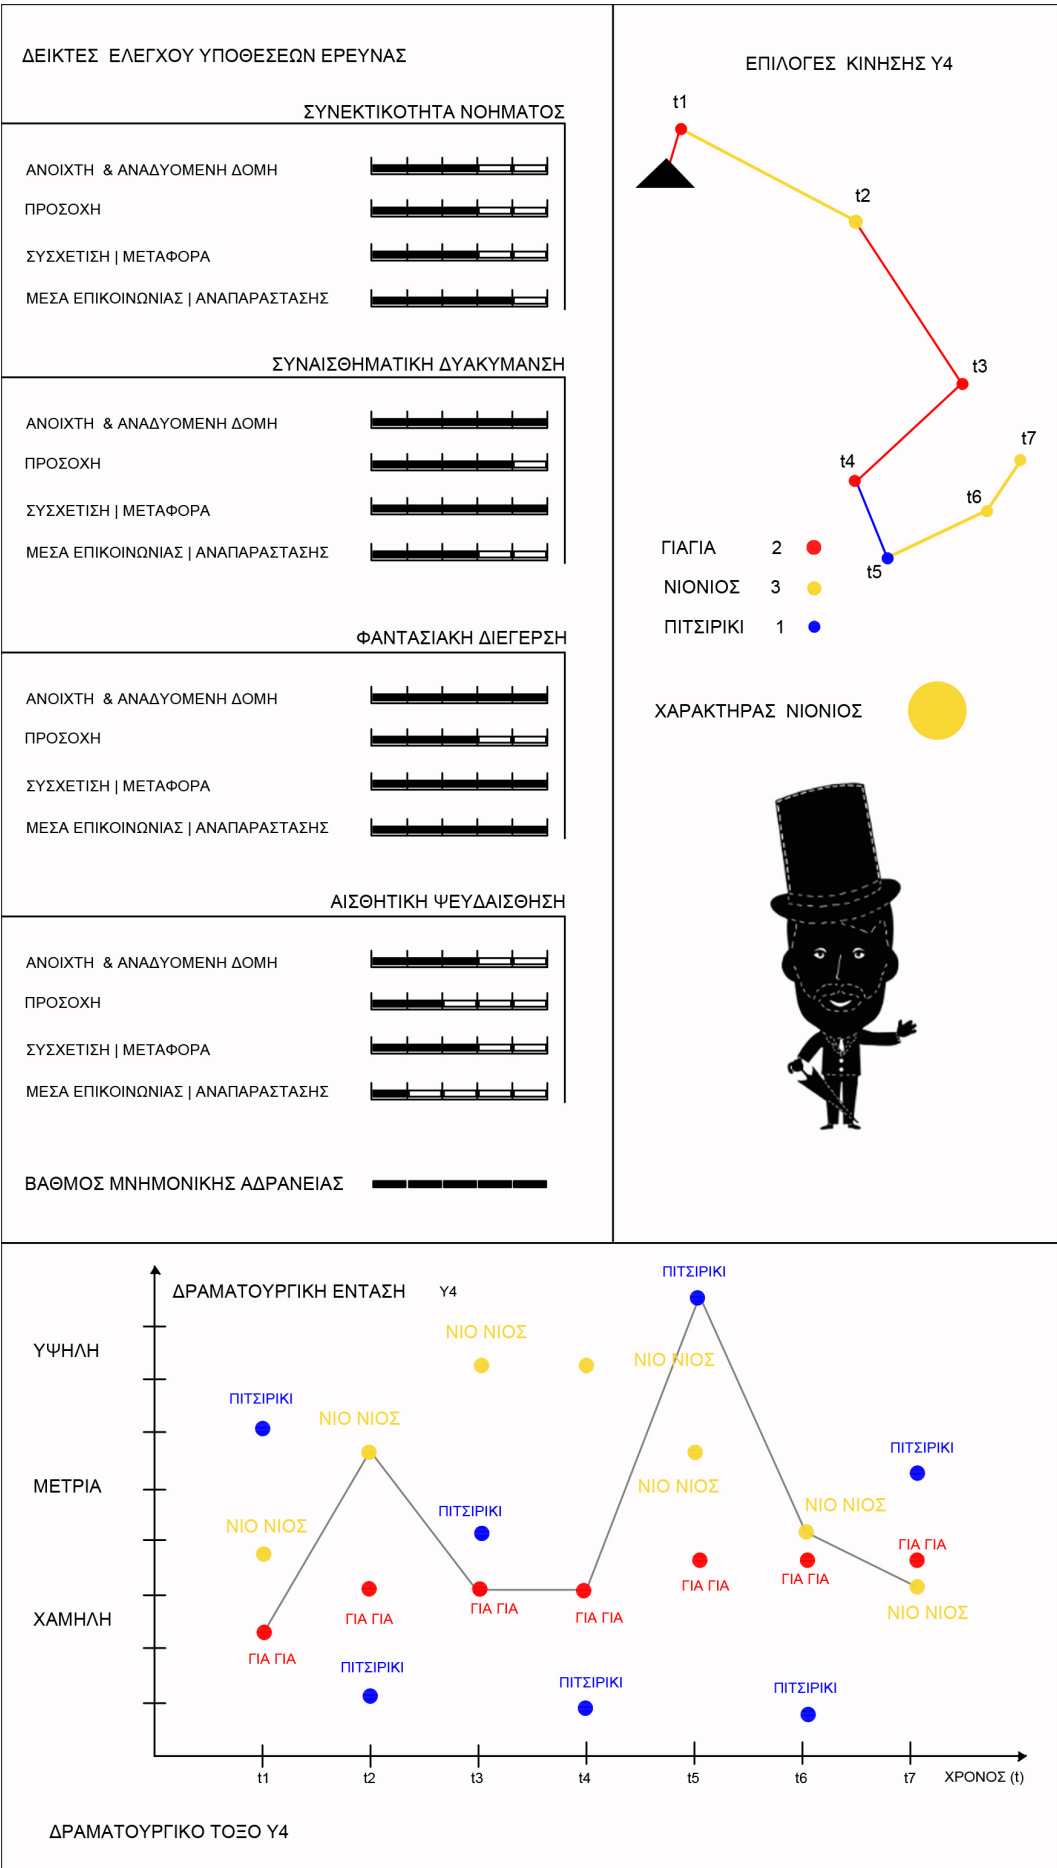 ΔΕΙΚΤΕΣ ΕΛΕΓΧΟΥ ΥΠΟΘΕΣΕΩΝ ΕΡΕΥΝΑΣ
ΣΥΝΕΚΤΙΚΟΤΗΤΑ ΝΟΗΜΑΤΟΣ
ΑΝΟΙΧΤΗ & ΑΝΑΔΥΟΜΕΝΗ ΔΟΜΗ
ΠΡΟΣΟΧΗ
ΣΥΣΧΕΤΙΣΗ | ΜΕΤΑΦΟΡΑ
ΜΕΣΑ ΕΠΙΚΟΙΝΩΝΙΑΣ | ΑΝΑΠΑΡΑΣΤΑΣΗΣ
ΣΥΝΑΙΣΘΗΜΑΤΙΚΗ ΔΥΑΚΥΜΑΝΣΗ
ΑΝΟΙΧΤΗ & ΑΝΑΔΥΟΜΕΝΗ ΔΟΜΗ
ΠΡΟΣΟΧΗ
ΣΥΣΧΕΤΙΣΗ | ΜΕΤΑΦΟΡΑ
ΜΕΣΑ ΕΠΙΚΟΙΝΩΝΙΑΣ | ΑΝΑΠΑΡΑΣΤΑΣΗΣ
ΦΑΝΤΑΣΙΑΚΗ ΔΙΕΓΕΡΣΗ
ΑΝΟΙΧΤΗ & ΑΝΑΔΥΟΜΕΝΗ ΔΟΜΗ
ΠΡΟΣΟΧΗ
ΣΥΣΧΕΤΙΣΗ | ΜΕΤΑΦΟΡΑ
ΜΕΣΑ ΕΠΙΚΟΙΝΩΝΙΑΣ | ΑΝΑΠΑΡΑΣΤΑΣΗΣ
ΑΙΣΘΗΤΙΚΗ ΨΕΥΔΑΙΣΘΗΣΗ
ΑΝΟΙΧΤΗ & ΑΝΑΔΥΟΜΕΝΗ ΔΟΜΗ
ΠΡΟΣΟΧΗ
ΣΥΣΧΕΤΙΣΗ | ΜΕΤΑΦΟΡΑ
ΜΕΣΑ ΕΠΙΚΟΙΝΩΝΙΑΣ | ΑΝΑΠΑΡΑΣΤΑΣΗΣ
ΒΑΘΜΟΣ ΜΝΗΜΟΝΙΚΗΣ ΑΔΡΑΝΕΙΑΣ
ΕΠΙΛΟΓΕΣ ΚΙΝΗΣΗΣ Υ4
t1
t2
t3
t7
t4
t6
t5
ΓΙΑΓΙΑ 2
ΝΙΟΝΙΟΣ 3
ΠΙΤΣΙΡΙΚΙ 1
ΧΑΡΑΚΤΗΡΑΣ ΝΙΟΝΙΟΣ
ΔΡΑΜΑΤΟΥΡΓΙΚΗ ΕΝΤΑΣΗ Υ4
ΠΙΤΣΙΡΙΚΙ
ΝΙΟ ΝΙΟΣ
ΥΨΗΛΗ
ΝΙΟ ΝΙΟΣ
ΠΙΤΣΙΡΙΚΙ
ΝΙΟ ΝΙΟΣ
ΠΙΤΣΙΡΙΚΙ
ΜΕΤΡΙΑ
ΝΙΟ ΝΙΟΣ
ΝΙΟ ΝΙΟΣ
ΠΙΤΣΙΡΙΚΙ
ΝΙΟ ΝΙΟΣ
ΓΙΑ ΓΙΑ
ΓΙΑ ΓΙΑ
ΓΙΑ ΓΙΑ
ΧΑΜΗΛΗ
ΓΙΑ ΓΙΑ
ΓΙΑ ΓΙΑ
ΓΙΑ ΓΙΑ
ΝΙΟ ΝΙΟΣ
ΓΙΑ ΓΙΑ
ΠΙΤΣΙΡΙΚΙ
ΠΙΤΣΙΡΙΚΙ
ΠΙΤΣΙΡΙΚΙ
t1 t2 t3 t4 t5 t6 t7 ΧΡΟΝΟΣ (t)
ΔΡΑΜΑΤΟΥΡΓΙΚΟ ΤΟΞΟ Υ4